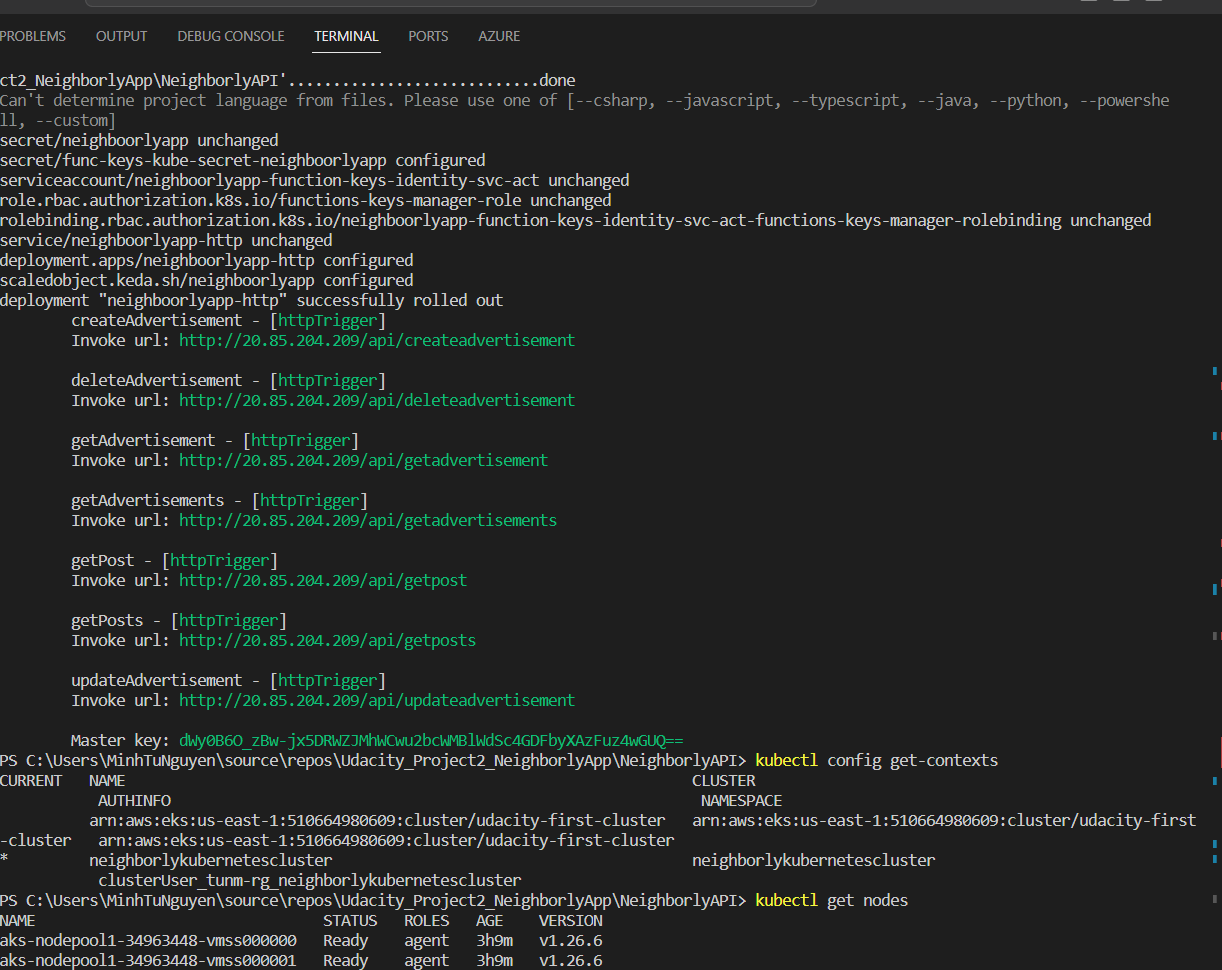 PROBLEMS OUTPUT DEBUG CONSOLE TERMINAL PORTS AZURE
ct2_NeighborlyApp\NeighborlyAPI'............................done
Can't determine project language from files. Please use one of [--csharp, --javascript, --typescript, --java, --python, --powershe
ll, --custom]
secret/neighboorlyapp unchanged
secret/func-keys-kube-secret-neighboorlyapp configured
serviceaccount/neighboorlyapp-function-keys-identity-svc-act unchanged
role.rbac.authorization.k8s.io/functions-keys-manager-role unchanged
rolebinding.rbac.authorization.k8s.io/neighboorlyapp-function-keys-identity-svc-act-functions-keys-manager-rolebinding unchanged
service/neighboorlyapp-http unchanged
deployment.apps/neighboorlyapp-http configured
scaledobject.keda.sh/neighboorlyapp configured
deployment "neighboorlyapp-http" successfully rolled out
createAdvertisement - [httpTrigger]
Invoke url: http://20.85.204.209/api/createadvertisement
deleteAdvertisement - [httpTrigger]
Invoke url: http://20.85.204.209/api/deleteadvertisement
getAdvertisement - [httpTrigger]
Invoke url: http://20.85.204.209/api/getadvertisement
getAdvertisements - [httpTrigger]
Invoke url: http://20.85.204.209/api/getadvertisements
getPost - [httpTrigger]
Invoke url: http://20.85.204.209/api/getpost
getPosts - [httpTrigger]
Invoke url: http://20.85.204.209/api/getposts
updateAdvertisement - [httpTrigger]
Invoke url: http://20.85.204.209/api/updateadvertisement
Master key: dWy0B6O_zBw-jx5DRWZJMhWCwu2bcWMBlWdSc4GDFbyXAzFuz4wGUQ==
PS C:\Users\MinhTuNguyen\source\repos\Udacity_Project2_NeighborlyApp\NeighborlyAPI> kubectl config get-contexts
CURRENT NAME CLUSTER
AUTHINFO NAMESPACE
arn:aws:eks:us-east-1:510664980609:cluster/udacity-first-cluster arn:aws:eks:us-east-1:510664980609:cluster/udacity-first
-cluster arn:aws:eks:us-east-1:510664980609:cluster/udacity-first-cluster
* neighborlykubernetescluster neighborlykubernetescluster
clusterUser_tunm-rg_neighborlykubernetescluster
PS C:\Users\MinhTuNguyen\source\repos\Udacity_Project2_NeighborlyApp\NeighborlyAPI> kubectl get nodes
NAME STATUS ROLES AGE VERSION
aks-nodepool1-34963448-vmss000000 Ready agent 3h9m v1.26.6
aks-nodepool1-34963448-vmss000001 Ready agent 3h9m v1.26.6